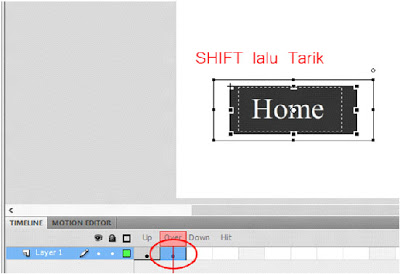 SHIFT lalu Tarik
Home
TIMELINE MOTION EDITOR
Up Over Down Hit
Layer 1